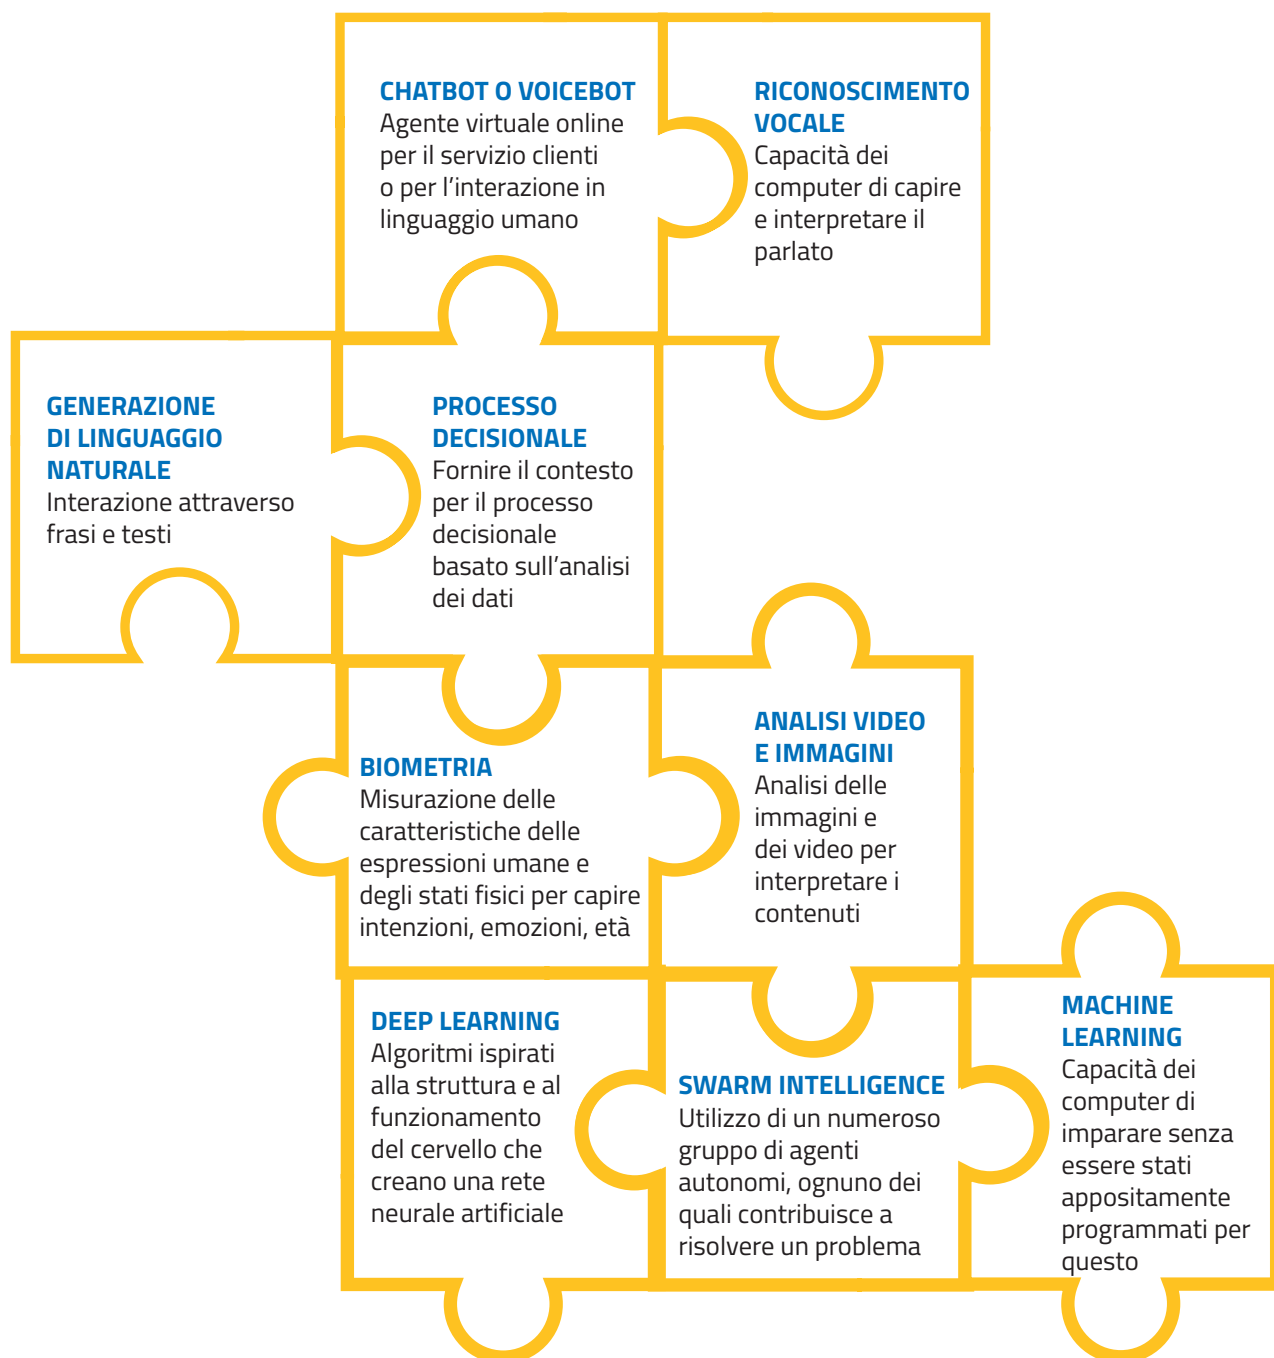 CHATBOT O VOICEBOT
Agente virtuale online
per il servizio clienti
o per l’interazione in
linguaggio umano
RICONOSCIMENTO
VOCALE
Capacità dei
computer di capire
e interpretare il
parlato
GENERAZIONE
DI LINGUAGGIO
NATURALE
Interazione attraverso
frasi e testi
PROCESSO
DECISIONALE
Fornire il contesto
per il processo
decisionale
basato sull’analisi
dei dati
BIOMETRIA
Misurazione delle
caratteristiche delle
espressioni umane e
degli stati fisici per capire
intenzioni, emozioni, età
ANALISI VIDEO
E IMMAGINI
Analisi delle
immagini e
dei video per
interpretare i
contenuti
DEEP LEARNING
Algoritmi ispirati
alla struttura e al
funzionamento
del cervello che
creano una rete
neurale artificiale
SWARM INTELLIGENCE
Utilizzo di un numeroso
gruppo di agenti
autonomi, ognuno dei
quali contribuisce a
risolvere un problema
MACHINE
LEARNING
Capacità dei
computer di
imparare senza
essere stati
appositamente
programmati per
questo